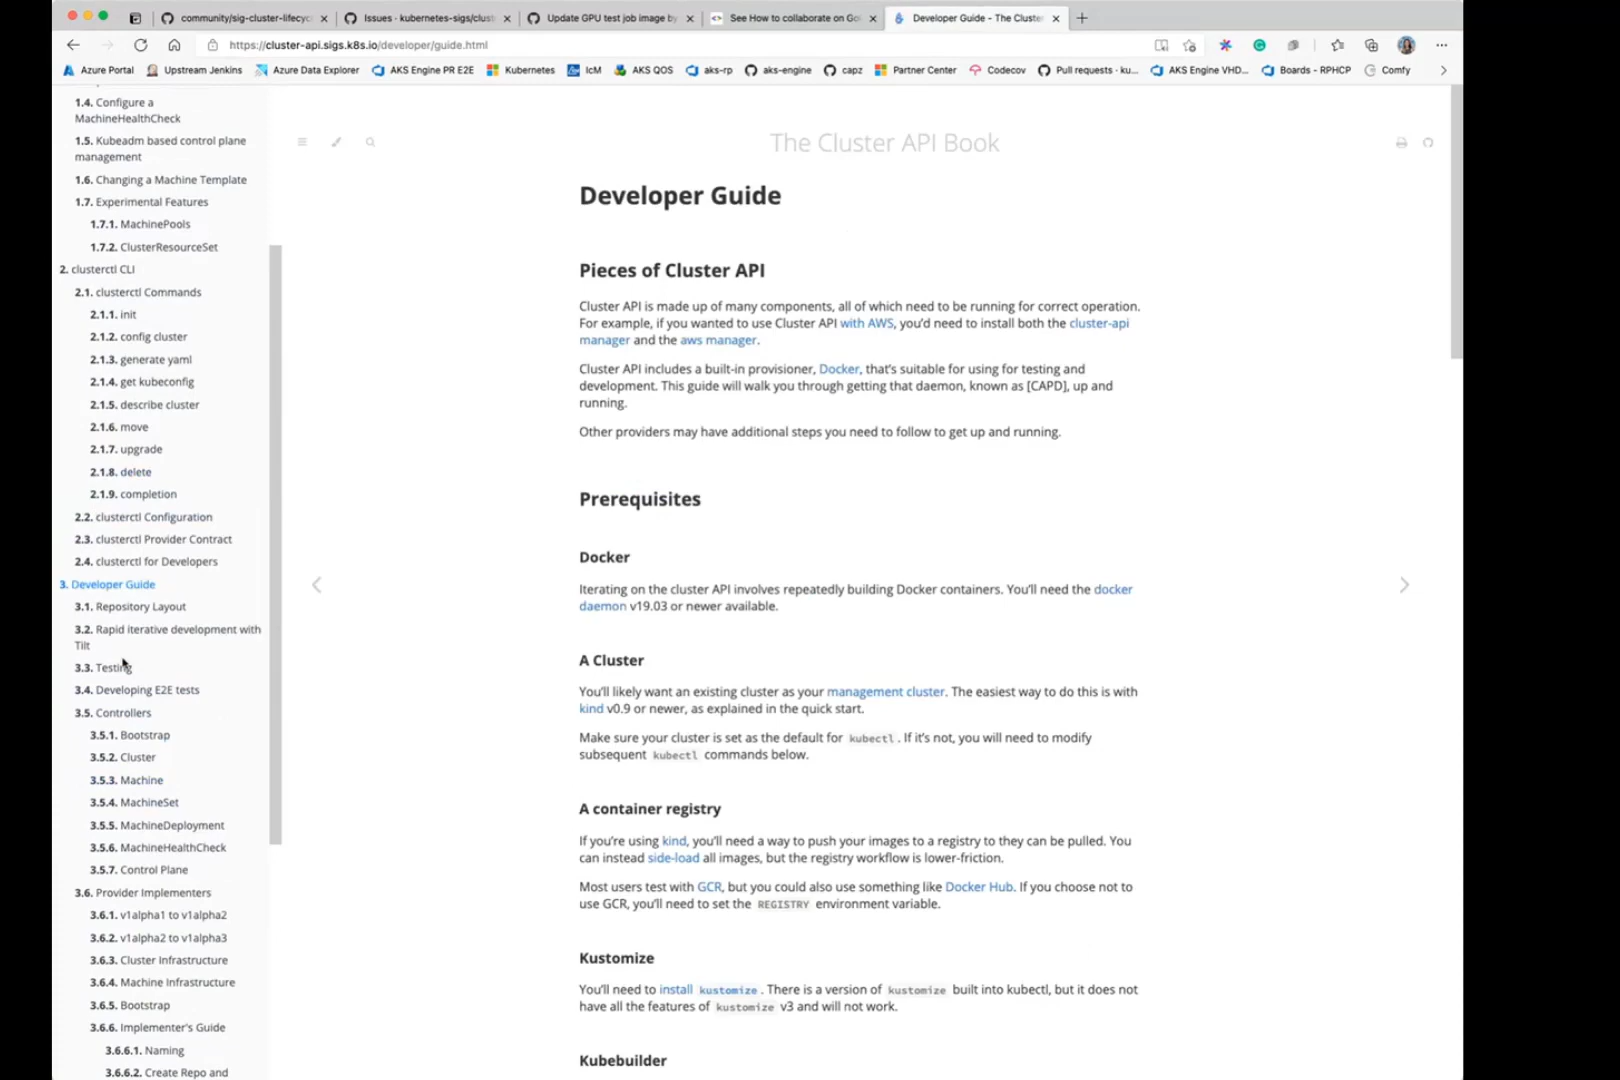 community/sig-cluster-lifecyc
Issues · kubernetes-sigs/clust
Update GPU test job image by
See How to collaborate on Go
Developer Guide - The Cluste
https://cluster-api.sigs.k8s.io/developer/guide.html
Azure Portal
Upstream Jenkins
Azure Data Explorer
AKS Engine PR E2E
Kubernetes
IcM
AKS QOS
aks-rp
aks-engine
capz
Partner Center
Codecov
Pull requests · ku...
AKS Engine VHD...
Boards - RPHCP
Comfy
1.4. Configure a
MachineHealthCheck
1.5. Kubeadm based control plane
management
1.6. Changing a Machine Template
1.7. Experimental Features
1.7.1. MachinePools
1.7.2. ClusterResourceSet
2. clusterctl CLI
2.1. clusterctl Commands
2.1.1. init
2.1.2. config cluster
2.1.3. generate yaml
2.1.4. get kubeconfig
2.1.5. describe cluster
2.1.6. move
2.1.7. upgrade
2.1.8. delete
2.1.9. completion
2.2. clusterctl Configuration
2.3. clusterctl Provider Contract
2.4. clusterctl for Developers
3. Developer Guide
3.1. Repository Layout
3.2. Rapid iterative development with
Tilt
3.3. Testing
3.4. Developing E2E tests
3.5. Controllers
3.5.1. Bootstrap
3.5.2. Cluster
3.5.3. Machine
3.5.4. MachineSet
3.5.5. MachineDeployment
3.5.6. MachineHealthCheck
3.5.7. Control Plane
3.6. Provider Implementers
3.6.1. v1alpha1 to v1alpha2
3.6.2. v1alpha2 to v1alpha3
3.6.3. Cluster Infrastructure
3.6.4. Machine Infrastructure
3.6.5. Bootstrap
3.6.6. Implementer's Guide
3.6.6.1. Naming
3.6.6.2. Create Repo and
The Cluster API Book
Developer Guide
Pieces of Cluster API
Cluster API is made up of many components, all of which need to be running for correct operation.
For example, if you wanted to use Cluster API with AWS, you'd need to install both the cluster-api
manager and the aws manager.
Cluster API includes a built-in provisioner, Docker, that's suitable for using for testing and
development. This guide will walk you through getting that daemon, known as [CAPD], up and
running.
Other providers may have additional steps you need to follow to get up and running.
Prerequisites
Docker
Iterating on the cluster API involves repeatedly building Docker containers. You'll need the docker
daemon v19.03 or newer available.
A Cluster
You'll likely want an existing cluster as your management cluster. The easiest way to do this is with
kind v0.9 or newer, as explained in the quick start.
Make sure your cluster is set as the default for kubectl. If it's not, you will need to modify
subsequent kubectl commands below.
A container registry
If you're using kind, you'll need a way to push your images to a registry to they can be pulled. You
can instead side-load all images, but the registry workflow is lower-friction.
Most users test with GCR, but you could also use something like Docker Hub. If you choose not to
use GCR, you'll need to set the REGISTRY environment variable.
Kustomize
You'll need to install kustomize. There is a version of kustomize built into kubectl, but it does not
have all the features of kustomize v3 and will not work.
Kubebuilder